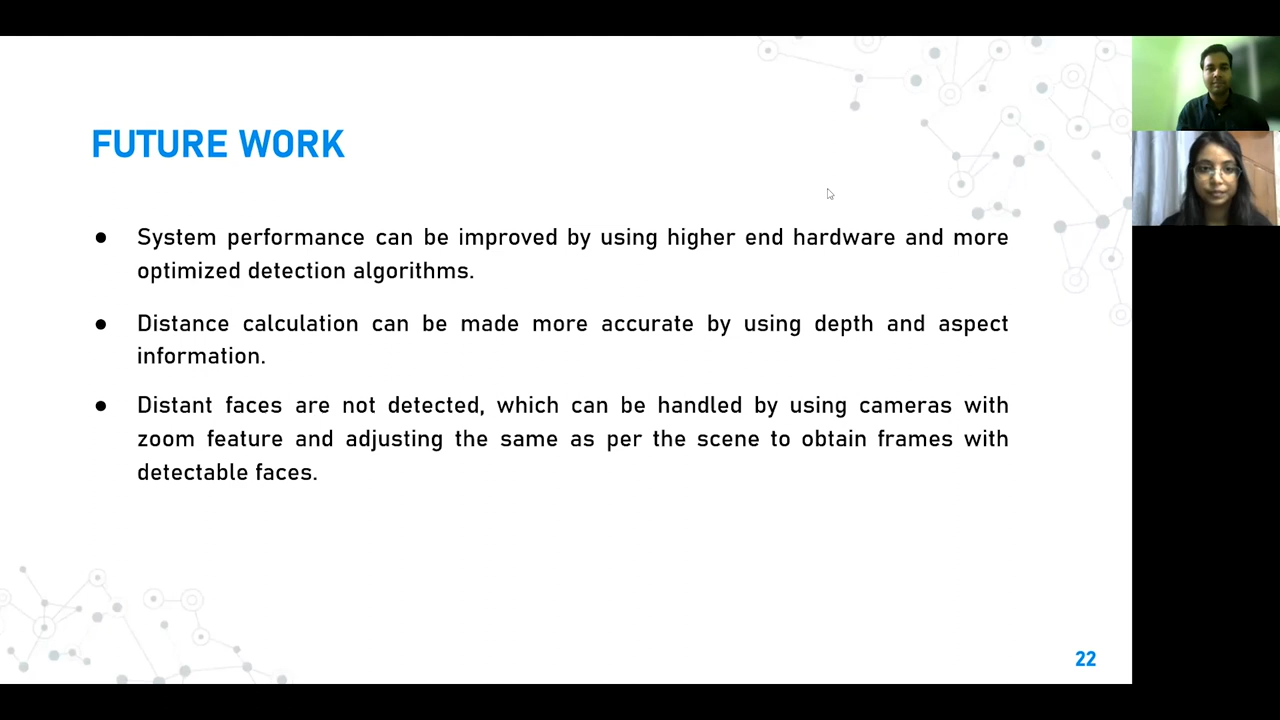 FUTURE WORK
● System performance can be improved by using higher end hardware and more
optimized detection algorithms.
● Distance calculation can be made more accurate by using depth and aspect
information.
● Distant faces are not detected, which can be handled by using cameras with
zoom feature and adjusting the same as per the scene to obtain frames with
detectable faces.
22